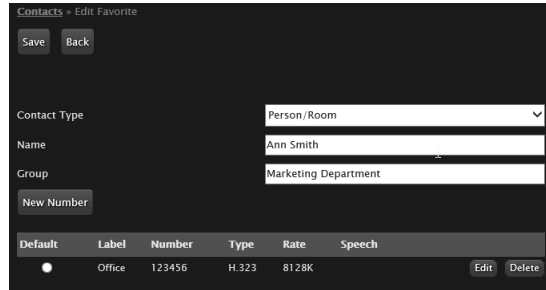 Contacts » Edit Favorite
Save Back
Contact Type Person/Room
Name Ann Smith
Group Marketing Department
New Number
Default Label Number Type Rate Speech
Office 123456 H.323 8128K Edit Delete